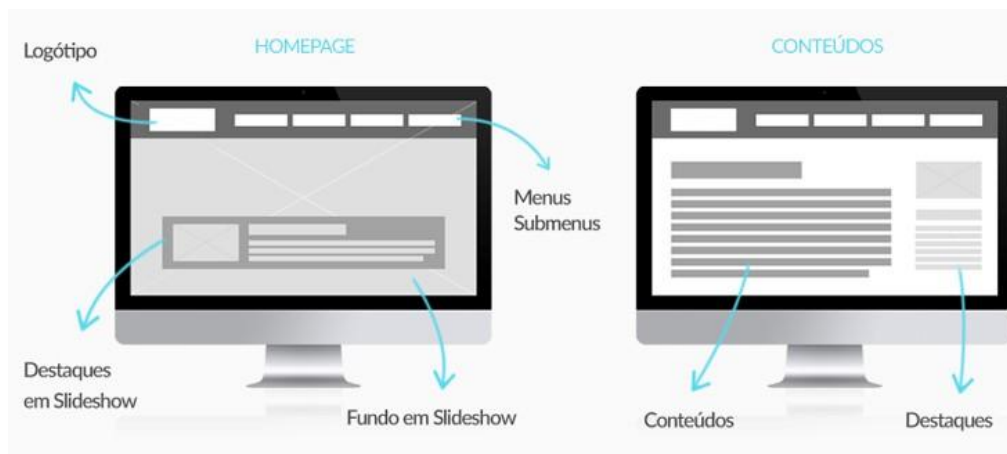 Logótipo
HOMEPAGE
CONTEÚDOS
Menus
Submenus
Destaques
em Slideshow
Fundo em Slideshow
Conteúdos
Destaques